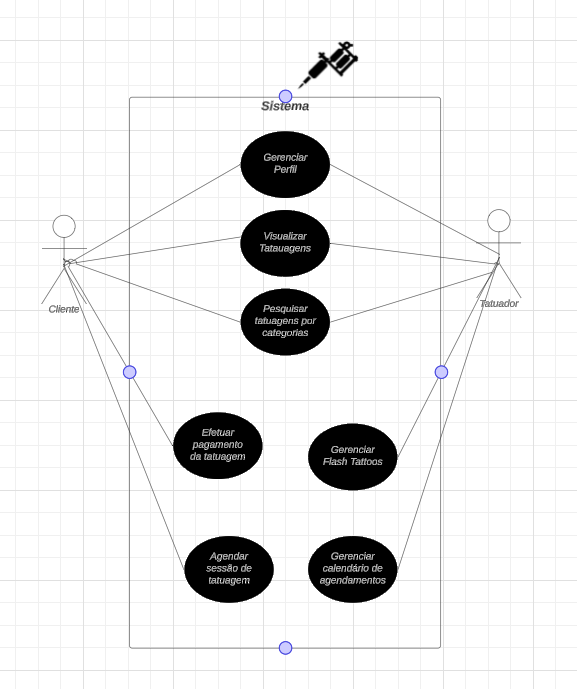 Sistema
Gerenciar
Perfil
Visualizar
Tatauagens
Pesquisar
tatuagens por
categorias
Cliente
Tatuador
Efetuar
pagamento
da tatuagem
Gerenciar
Flash Tattoos
Agendar
sessão de
tatuagem
Gerenciar
calendário de
agendamentos